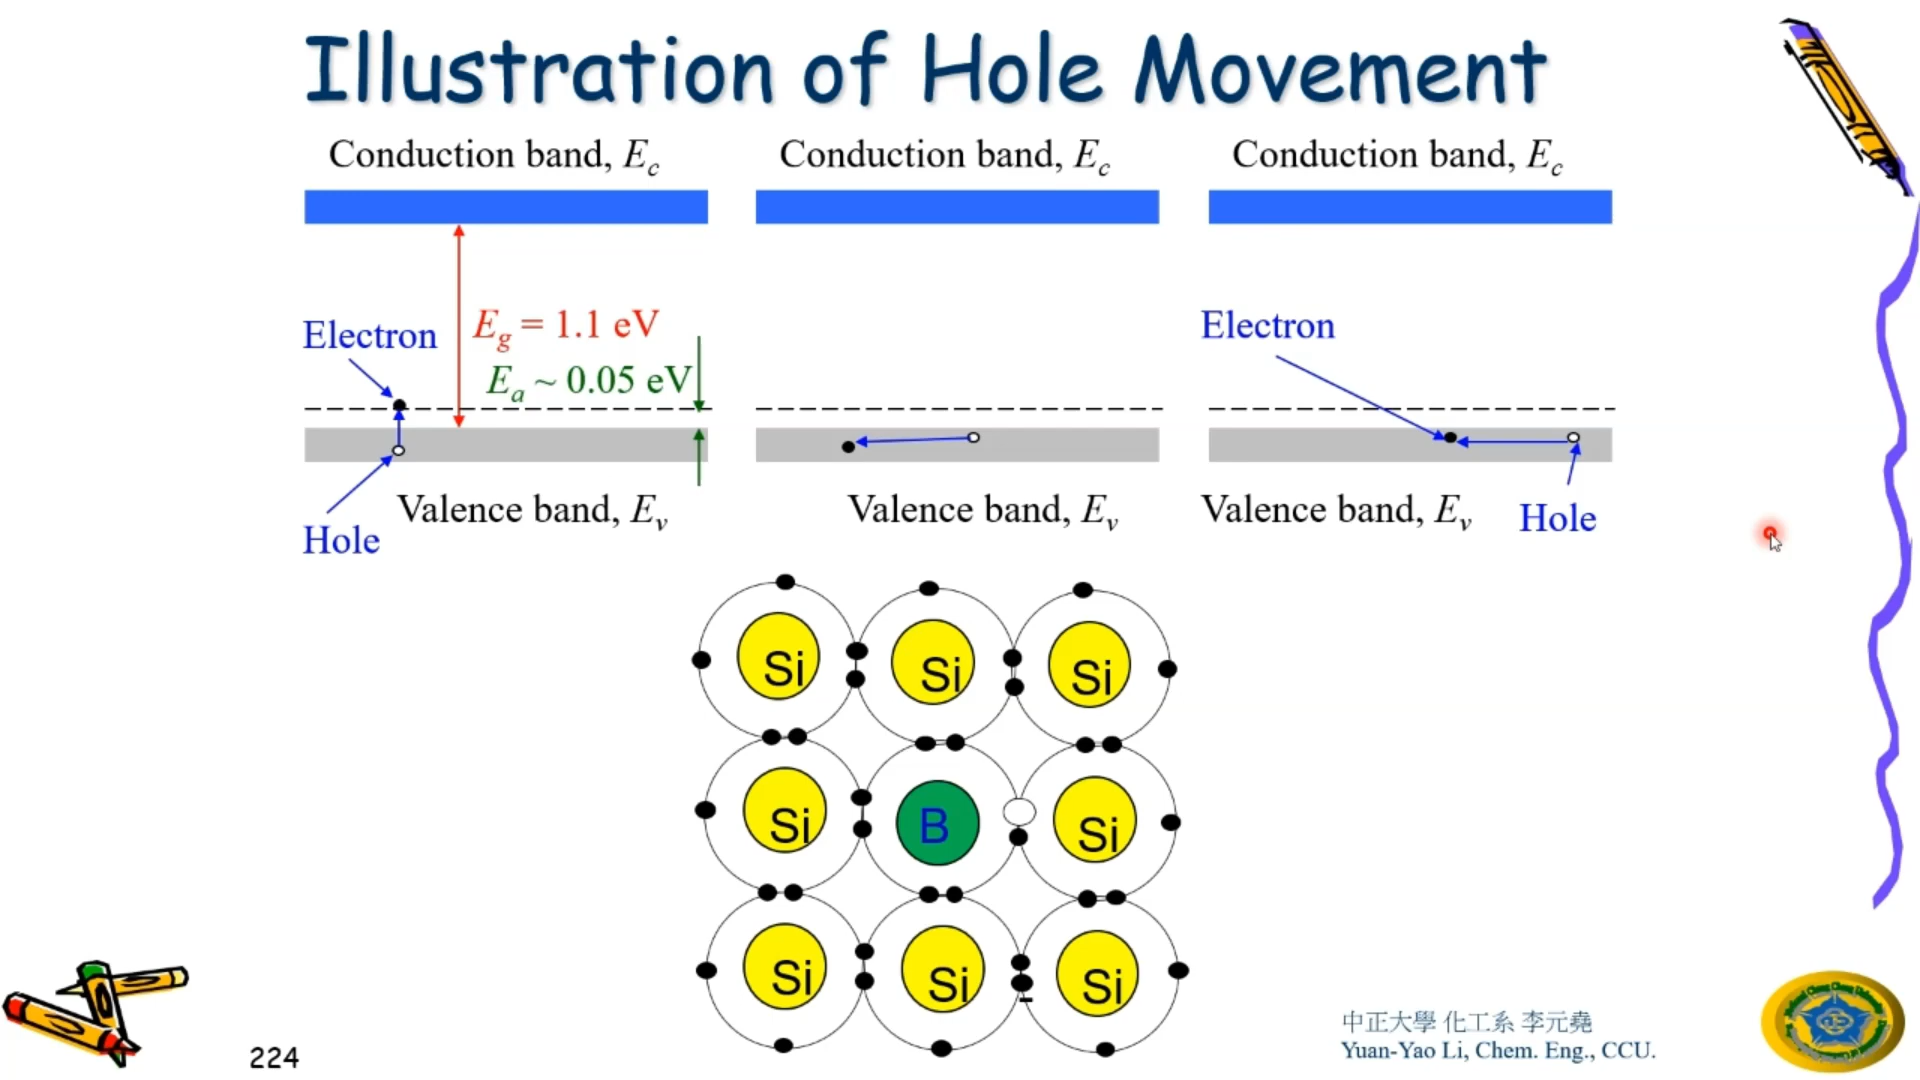 Illustration of Hole Movement
Conduction band, Ec
Conduction band, Ec
Conduction band, Ec
Electron
Eg = 1.1 eV
Ea ~ 0.05 eV
Electron
Hole
Valence band, Ev
Valence band, Ev
Valence band, Ev
Hole
Si
Si
Si
Si
B
Si
Si
Si
Si
-
中正大學 化工系 李元堯
Yuan-Yao Li, Chem. Eng., CCU.
224